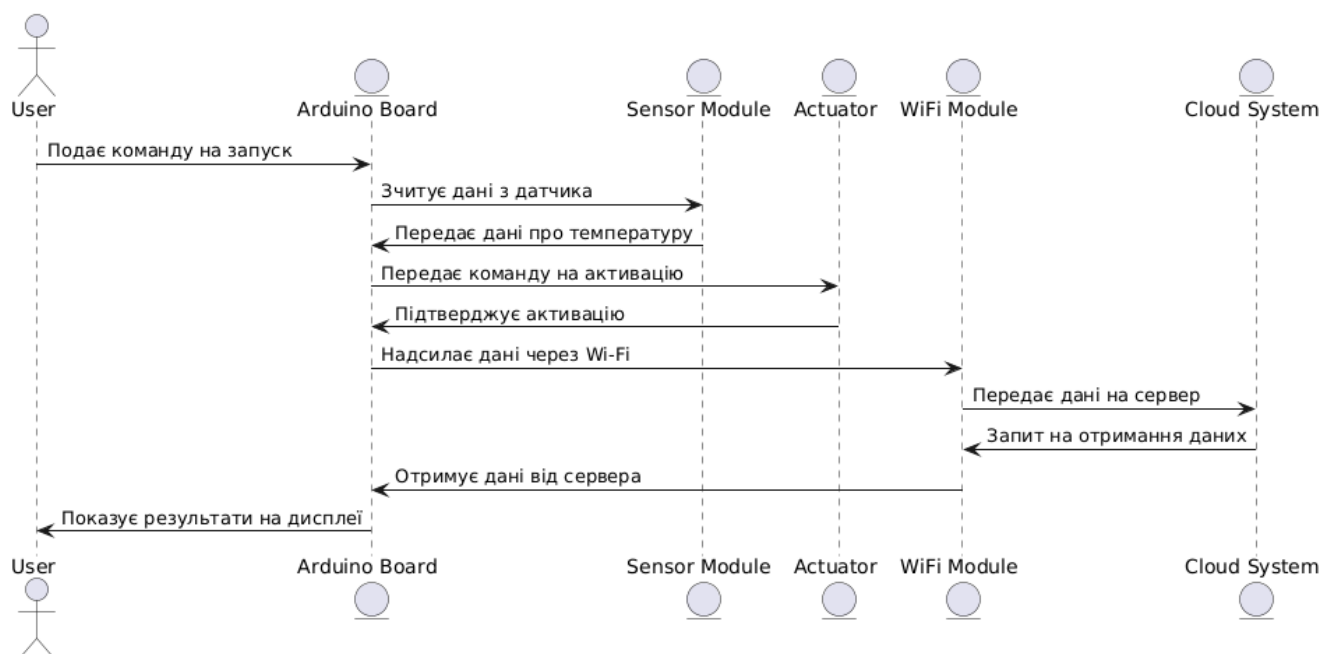 User
Arduino Board
Sensor Module
Actuator
WiFi Module
Cloud System
Подає команду на запуск
Зчитує дані з датчика
Передає дані про температуру
Передає команду на активацію
Підтверджує активацію
Надсилає дані через Wi-Fi
Передає дані на сервер
Запит на отримання даних
Отримує дані від сервера
Показує результати на дисплеї
User
Arduino Board
Sensor Module
Actuator
WiFi Module
Cloud System